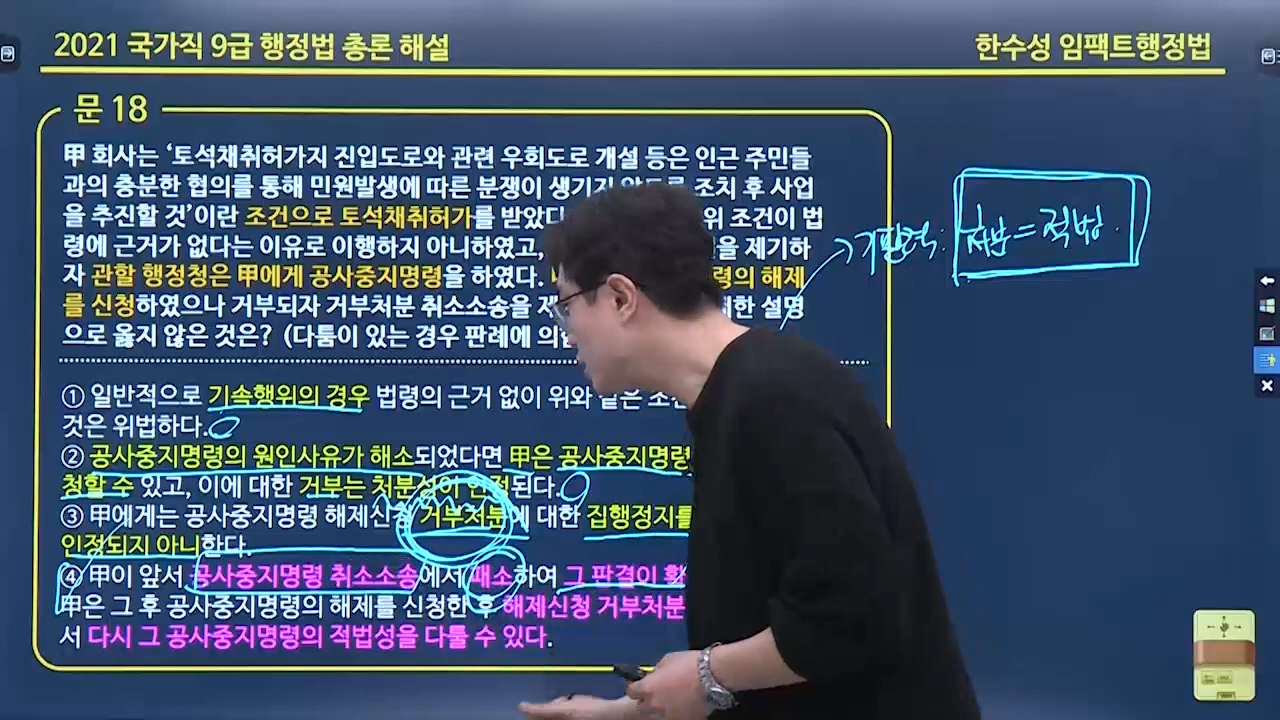 2021 국가직 9급 행정법 총론 해설
한수성 임팩트행정법
문 18
甲 회사는 ‘토석채취허가지 진입도로와 관련 우회도로 개설 등은 인근 주민들
과의 충분한 협의를 통해 민원발생에 따른 분쟁이 생기지 조치 후 사업
을 추진할 것’이란 조건으로 토석채취허가를 받았 위 조건이 법
령에 근거가 없다는 이유로 이행하지 아니하였고, 을 제기하
자 관할 행정청은 甲에게 공사중지명령을 하였다. 령의 해제
를 신청하였으나 거부되자 거부처분 취소소송을 한 설명
으로 옳지 않은 것은? (다툼이 있는 경우 판례에
① 일반적으로 기속행위의 경우 법령의 근거 없이 위와 같은
것은 위법하다.
② 공사중지명령의 원인사유가 해소되었다면 甲은 공사중지명령
청할 수 있고, 이에 대한 거부는 처분성이 인정된다.
③ 甲에게는 공사중지명령 해제신청 거부처분에 대한 집행정지를
인정되지 아니한다.
④ 甲이 앞서 공사중지명령 취소소송에서 패소하여 그 판결이
甲은 그 후 공사중지명령의 해제를 신청한 후 해제신청 거부처분
서 다시 그 공사중지명령의 적법성을 다툴 수 있다.
기판력: 처분=적법.